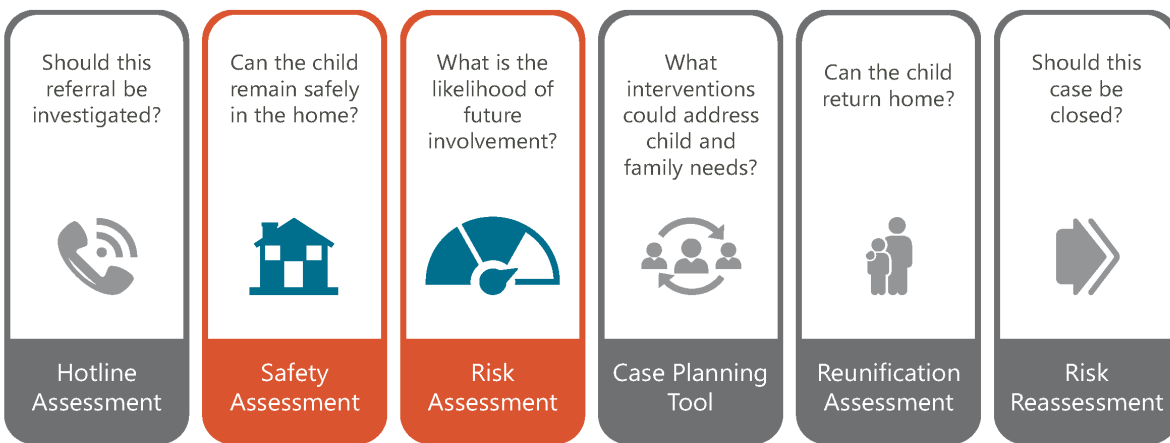 Should this
referral be
investigated?
Hotline
Assessment
Can the child
remain safely
in the home?
Safety
Assessment
What is the
likelihood of
future
involvement?
Risk
Assessment
What
interventions
could address
child and
family needs?
Case Planning
Tool
Can the child
return home?
Reunification
Assessment
Should this
case be
closed?
Risk
Reassessment